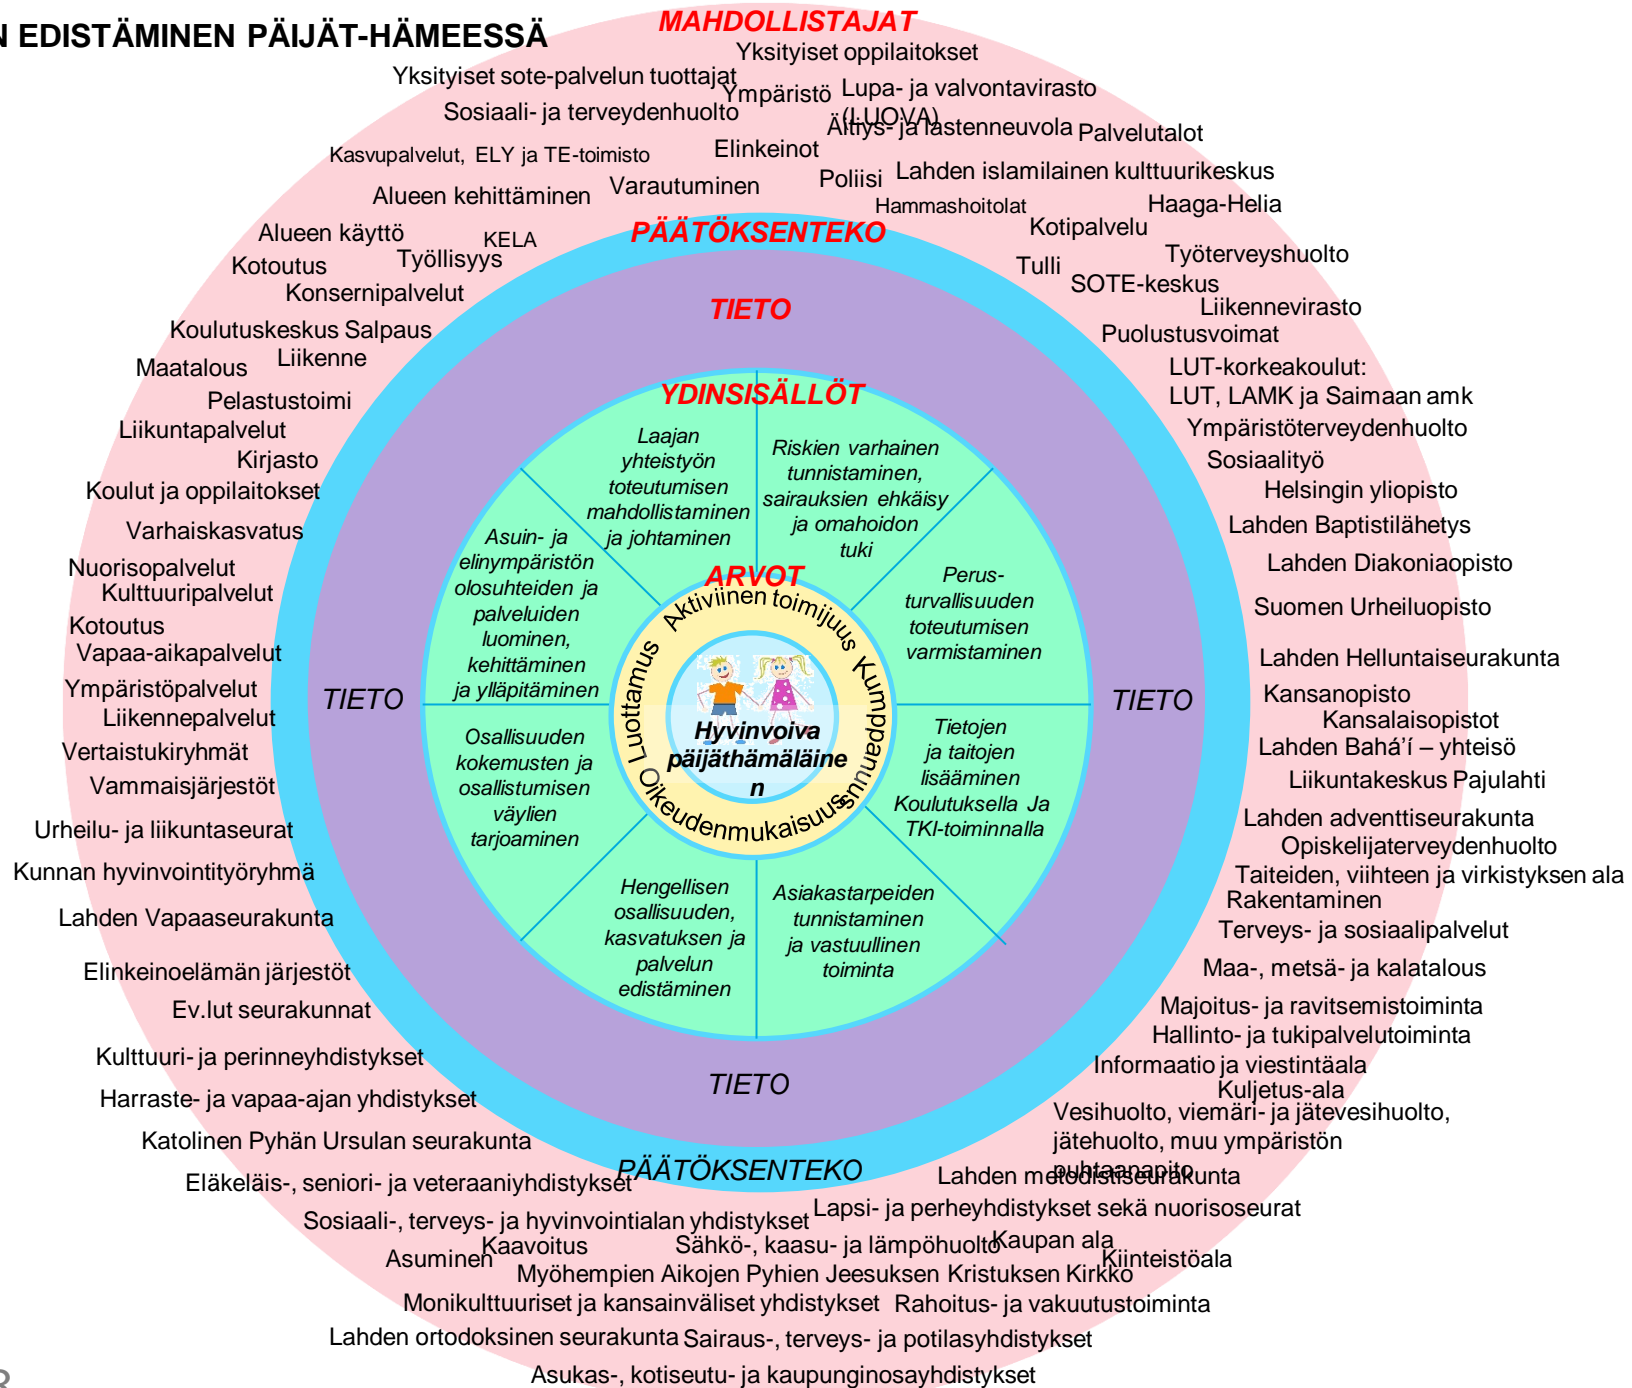 N EDISTÄMINEN PÄIJÄT-HÄMEESSÄ
MAHDOLLISTAJAT
Yksityiset oppilaitokset
Yksityiset sote-palvelun tuottajat
Ympäristö
Lupa- ja valvontavirasto
(LUOVA)
Sosiaali- ja terveydenhuolto
Äitiys- ja lastenneuvola
Palvelutalot
Kasvupalvelut, ELY ja TE-toimisto
Elinkeinot
Poliisi
Lahden islamilainen kulttuurikeskus
Alueen kehittäminen
Varautuminen
Hammashoitolat
Haaga-Helia
Kotipalvelu
Alueen käyttö
KELA
PÄÄTÖKSENTEKO
Työllisyys
Kotoutus
Tulli
Työterveyshuolto
SOTE-keskus
Konsernipalvelut
TIETO
Liikennevirasto
Koulutuskeskus Salpaus
Puolustusvoimat
Liikenne
Maatalous
LUT-korkeakoulut:
LUT, LAMK ja Saimaan amk
Pelastustoimi
YDINSISÄLLÖT
Liikuntapalvelut
Ympäristöterveydenhuolto
Kirjasto
Sosiaalityö
Koulut ja oppilaitokset
Helsingin yliopisto
Varhaiskasvatus
Lahden Baptistilähetys
Nuorisopalvelut
Lahden Diakoniaopisto
Kulttuuripalvelut
Suomen Urheiluopisto
Kotoutus
Vapaa-aikapalvelut
Lahden Helluntaiseurakunta
Ympäristöpalvelut
Kansanopisto
Liikennepalvelut
Kansalaisopistot
Vertaistukiryhmät
Lahden Bahá’í – yhteisö
Vammaisjärjestöt
Liikuntakeskus Pajulahti
Urheilu- ja liikuntaseurat
Lahden adventtiseurakunta
Opiskelijaterveydenhuolto
Kunnan hyvinvointityöryhmä
Taiteiden, viihteen ja virkistyksen ala
Rakentaminen
Lahden Vapaaseurakunta
Terveys- ja sosiaalipalvelut
Elinkeinoelämän järjestöt
Maa-, metsä- ja kalatalous
Ev.lut seurakunnat
Majoitus- ja ravitsemistoiminta
Hallinto- ja tukipalvelutoiminta
Kulttuuri- ja perinneyhdistykset
Informaatio ja viestintäala
Kuljetus-ala
Harraste- ja vapaa-ajan yhdistykset
Vesihuolto, viemäri- ja jätevesihuolto,
jätehuolto, muu ympäristön
puhtaanapito
Katolinen Pyhän Ursulan seurakunta
Laajan
yhteistyön
toteutumisen
mahdollistaminen
ja johtaminen
Riskien varhainen
tunnistaminen,
sairauksien ehkäisy
ja omahoidon
tuki
Asuin- ja
elinympäristön
olosuhteiden ja
palveluiden
luominen,
kehittäminen
ja ylläpitäminen
Perus-
turvallisuuden
toteutumisen
varmistaminen
ARVOT
Aktiviinen toimijuus
Kumppanuus
Oikeudenmukaisuus
Luottamus
Hyvinvoiva
päijäthämäläine
n
TIETO
TIETO
Osallisuuden
kokemusten ja
osallistumisen
väylien
tarjoaminen
Tietojen
ja taitojen
lisääminen
Koulutuksella Ja
TKI-toiminnalla
Hengellisen
osallisuuden,
kasvatuksen ja
palvelun
edistäminen
Asiakastarpeiden
tunnistaminen
ja vastuullinen
toiminta
TIETO
PÄÄTÖKSENTEKO
Eläkeläis-, seniori- ja veteraaniyhdistykset
Lahden metodistiseurakunta
Sosiaali-, terveys- ja hyvinvointialan yhdistykset
Lapsi- ja perheyhdistykset sekä nuorisoseurat
Kaavoitus
Sähkö-, kaasu- ja lämpöhuolto
Kaupan ala
Asuminen
Kiinteistöala
Myöhempien Aikojen Pyhien Jeesuksen Kristuksen Kirkko
Monikulttuuriset ja kansainväliset yhdistykset
Rahoitus- ja vakuutustoiminta
Lahden ortodoksinen seurakunta
Sairaus-, terveys- ja potilasyhdistykset
Asukas-, kotiseutu- ja kaupunginosayhdistykset